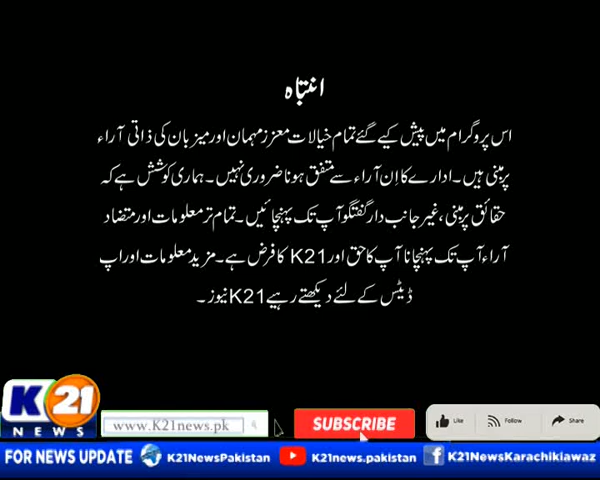 انتباہ
اس پروگرام میں پیش کیے گئے تمام خیالات معزز مہمان اور میزبان کی ذاتی آراء
پر مبنی ہیں۔ ادارے کا اِن آراء سے متفق ہونا ضروری نہیں۔ ہماری کوشش ہے کہ
حقائق پر مبنی، غیر جانب دار گفتگو آپ تک پہنچائیں۔ تمام تر معلومات اور متضاد
آراء آپ تک پہنچانا آپ کا حق اور K21 کا فرض ہے۔ مزید معلومات اور اپ
ڈیٹس کے لئے دیکھتے رہیے K21 نیوز۔
K21
NEWS
www.K21news.pk
SUBSCRIBE
Like
Follow
Share
FOR NEWS UPDATE
K21NewsPakistan
K21news.pakistan
K21NewsKarachikiawaz